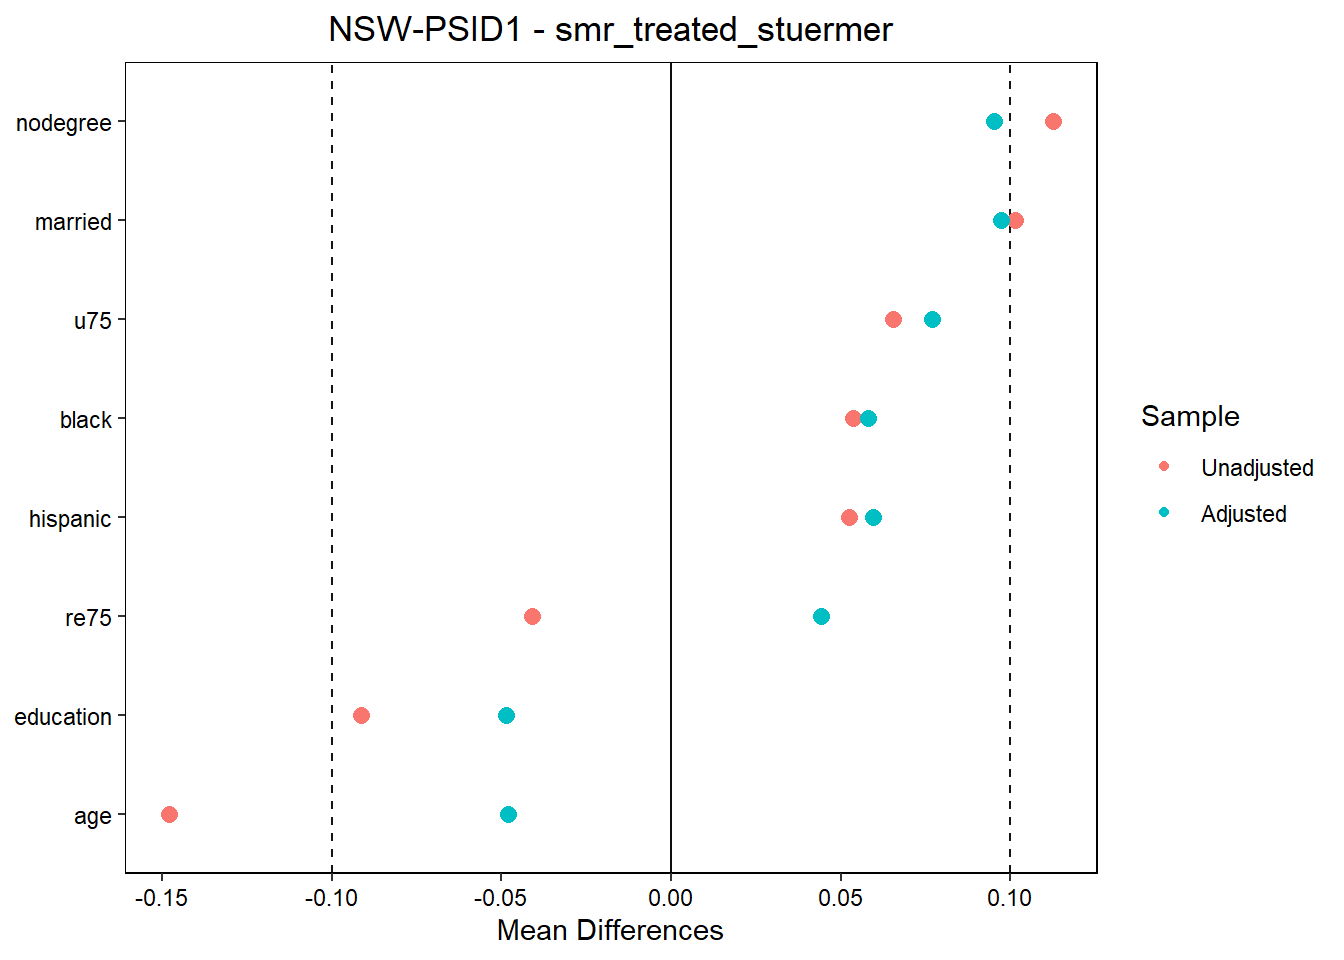 NSW-PSID1 - smr_treated_stuermer
nodegree
married
u75
black
hispanic
re75
education
age
-0.15 -0.10 -0.05 0.00 0.05 0.10
Mean Differences
Sample
Unadjusted
Adjusted